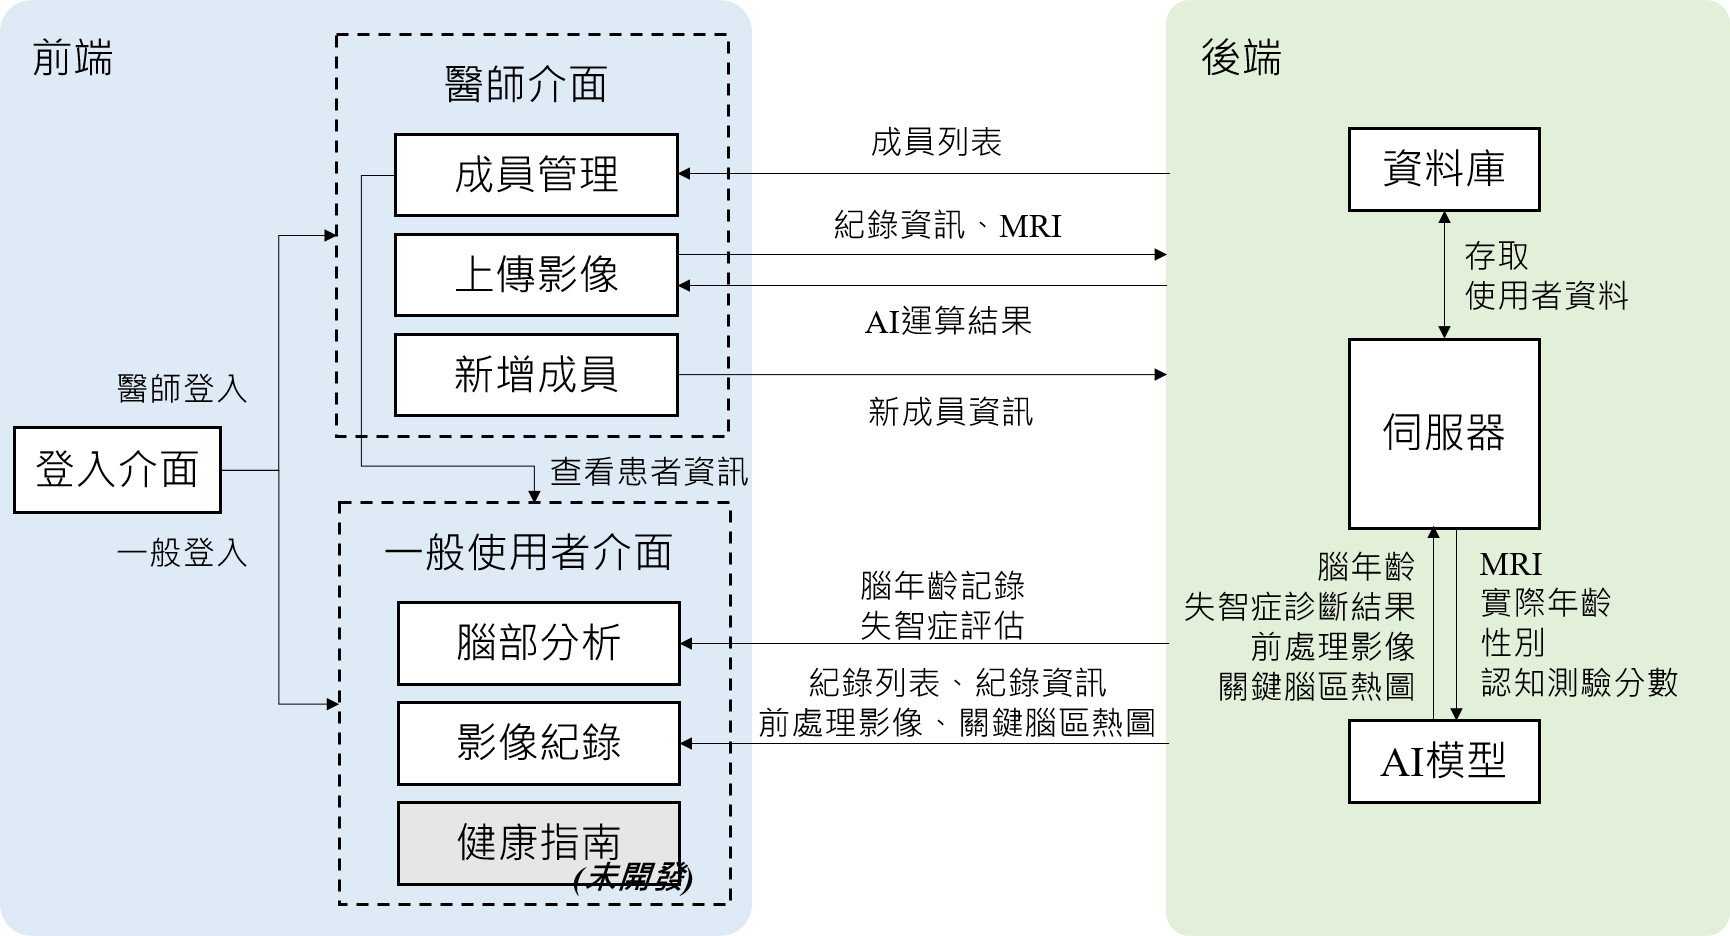 前端
醫師介面
成員管理
上傳影像
新增成員
醫師登入
登入介面
一般登入
查看患者資訊
一般使用者介面
腦部分析
影像紀錄
健康指南
(未開發)
成員列表
紀錄資訊、MRI
AI運算結果
新成員資訊
腦年齡記錄
失智症評估
紀錄列表、紀錄資訊
前處理影像、關鍵腦區熱圖
後端
資料庫
存取
使用者資料
伺服器
腦年齡
失智症診斷結果
前處理影像
關鍵腦區熱圖
MRI
實際年齡
性別
認知測驗分數
AI模型